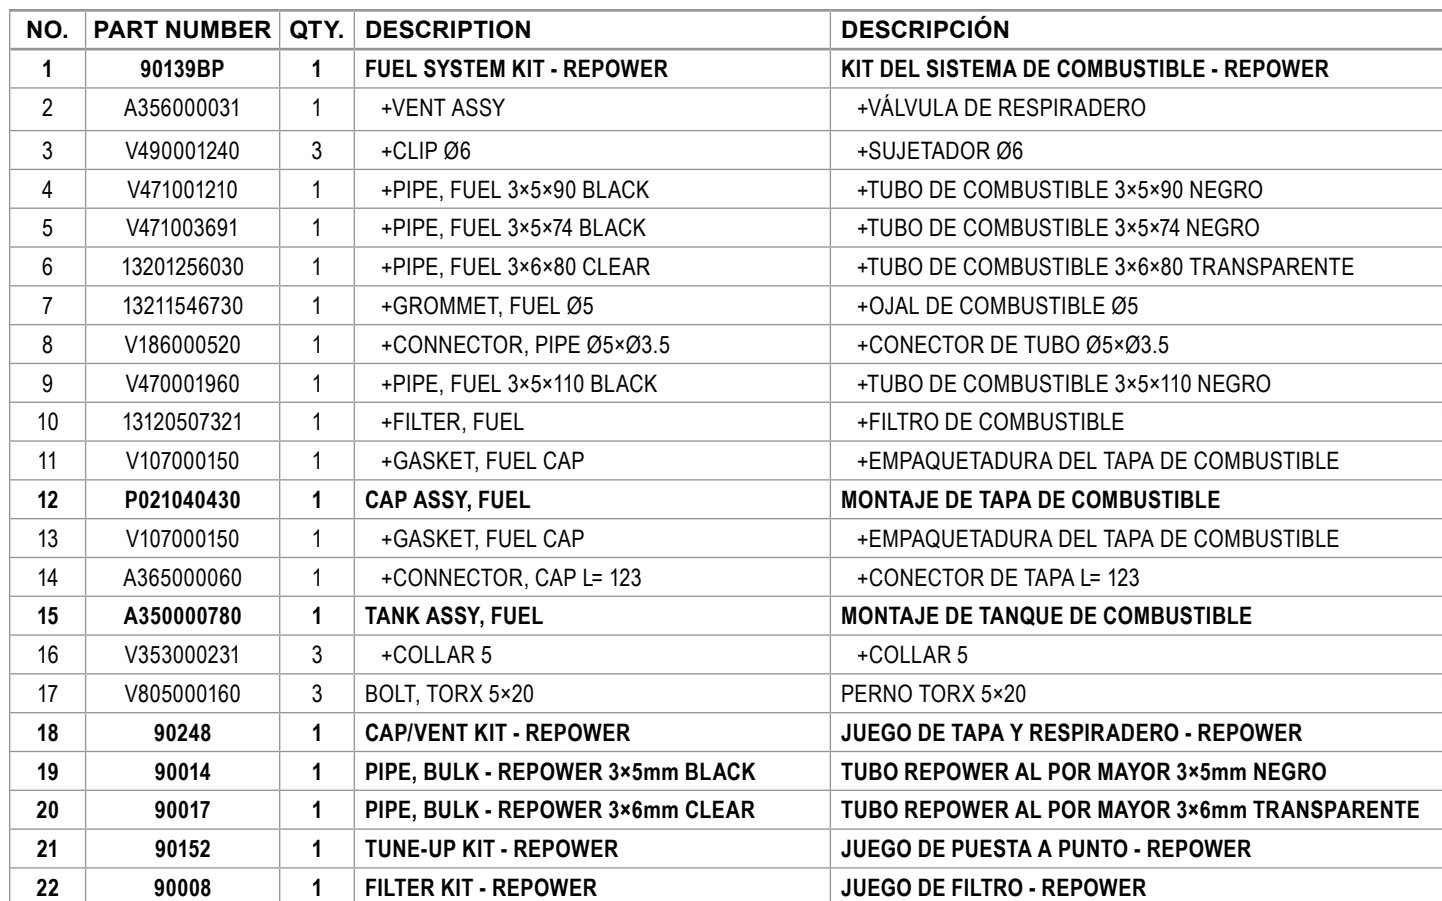 NO. PART NUMBER QTY. DESCRIPTION DESCRIPCIÓN
1 90139BP 1 FUEL SYSTEM KIT - REPOWER KIT DEL SISTEMA DE COMBUSTIBLE - REPOWER
2 A356000031 1 +VENT ASSY +VÁLVULA DE RESPIRADERO
3 V490001240 3 +CLIP Ø6 +SUJETADOR Ø6
4 V471001210 1 +PIPE, FUEL 3×5×90 BLACK +TUBO DE COMBUSTIBLE 3×5×90 NEGRO
5 V471003691 1 +PIPE, FUEL 3×5×74 BLACK +TUBO DE COMBUSTIBLE 3×5×74 NEGRO
6 13201256030 1 +PIPE, FUEL 3×6×80 CLEAR +TUBO DE COMBUSTIBLE 3×6×80 TRANSPARENTE
7 13211546730 1 +GROMMET, FUEL Ø5 +OJAL DE COMBUSTIBLE Ø5
8 V186000520 1 +CONNECTOR, PIPE Ø5×Ø3.5 +CONECTOR DE TUBO Ø5×Ø3.5
9 V470001960 1 +PIPE, FUEL 3×5×110 BLACK +TUBO DE COMBUSTIBLE 3×5×110 NEGRO
10 13120507321 1 +FILTER, FUEL +FILTRO DE COMBUSTIBLE
11 V107000150 1 +GASKET, FUEL CAP +EMPAQUETADURA DEL TAPA DE COMBUSTIBLE
12 P021040430 1 CAP ASSY, FUEL MONTAJE DE TAPA DE COMBUSTIBLE
13 V107000150 1 +GASKET, FUEL CAP +EMPAQUETADURA DEL TAPA DE COMBUSTIBLE
14 A365000060 1 +CONNECTOR, CAP L= 123 +CONECTOR DE TAPA L= 123
15 A350000780 1 TANK ASSY, FUEL MONTAJE DE TANQUE DE COMBUSTIBLE
16 V353000231 3 +COLLAR 5 +COLLAR 5
17 V805000160 3 BOLT, TORX 5×20 PERNO TORX 5×20
18 90248 1 CAP/VENT KIT - REPOWER JUEGO DE TAPA Y RESPIRADERO - REPOWER
19 90014 1 PIPE, BULK - REPOWER 3×5mm BLACK TUBO REPOWER AL POR MAYOR 3×5mm NEGRO
20 90017 1 PIPE, BULK - REPOWER 3×6mm CLEAR TUBO REPOWER AL POR MAYOR 3×6mm TRANSPARENTE
21 90152 1 TUNE-UP KIT - REPOWER JUEGO DE PUESTA A PUNTO - REPOWER
22 90008 1 FILTER KIT - REPOWER JUEGO DE FILTRO - REPOWER